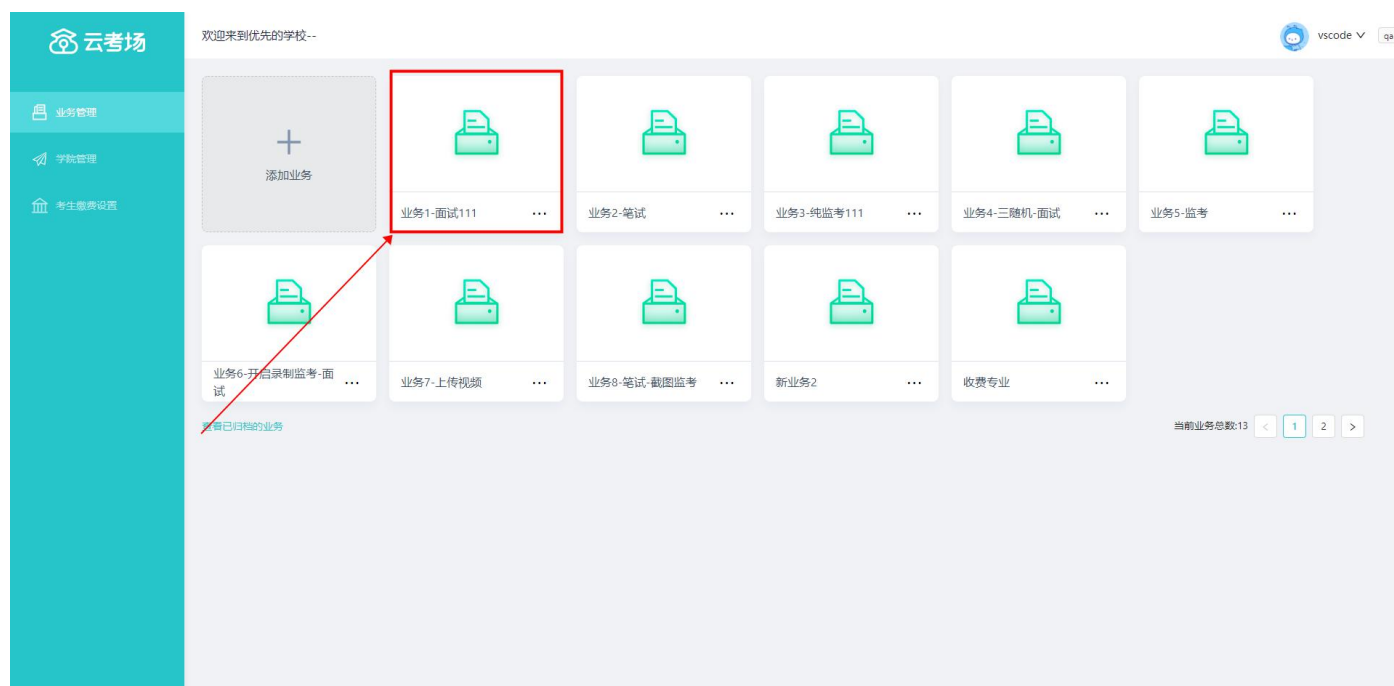 云考场
欢迎来到优先的学校--
vscode
qa
业务管理
学院管理
考生缴费设置
添加业务
业务1-面试111
业务2-笔试
业务3-纯监考111
业务4-三随机-面试
业务5-监考
业务6-开启录制监考-面
试
业务7-上传视频
业务8-笔试-截图监考
新业务2
收费专业
查看已归档的业务
当前业务总数:13 < 1 2 >